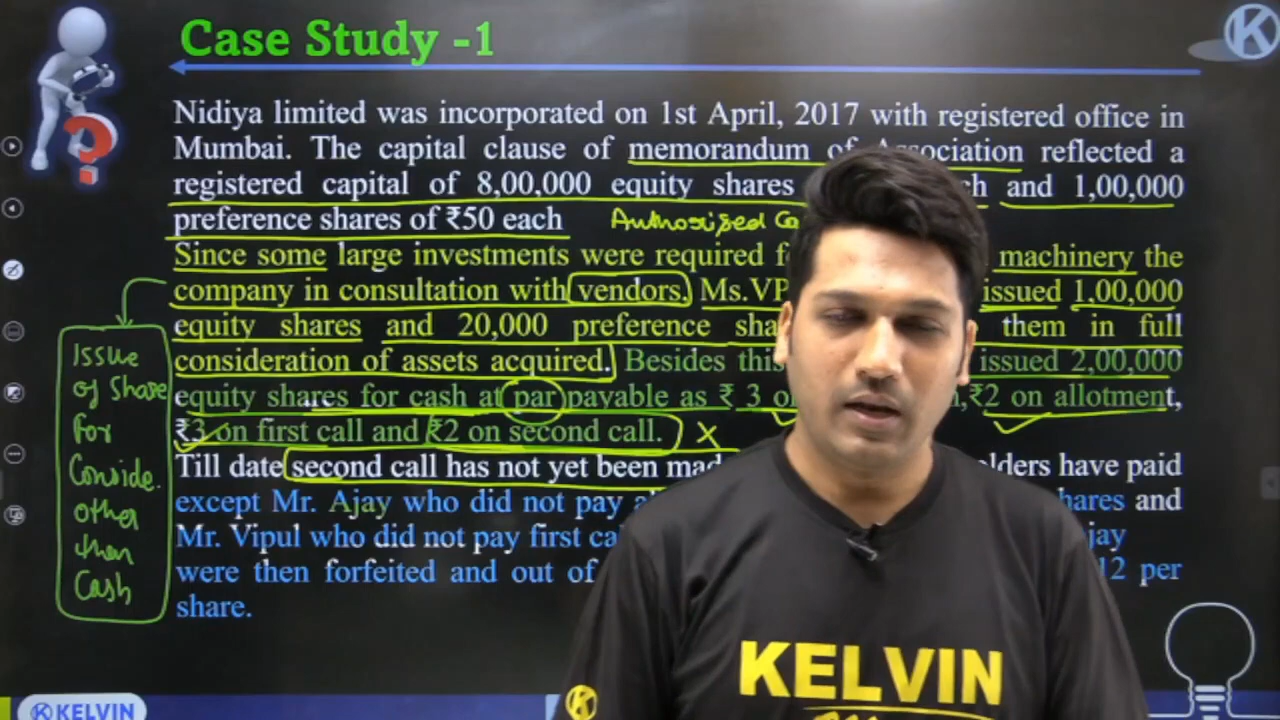 Case Study -1
Nidiya limited was incorporated on 1st April, 2017 with registered office in
Mumbai. The capital clause of memorandum of Association reflected a
registered capital of 8,00,000 equity shares and 1,00,000
preference shares of ₹50 each Authorised
Since some large investments were required machinery the
company in consultation with vendors, Ms.VP issued 1,00,000
equity shares and 20,000 preference them in full
consideration of assets acquired. Besides issued 2,00,000
equity shares for cash at par payable as ₹ 3 ,₹2 on allotment,
₹3 on first call and ₹2 on second call. x
Till date second call has not yet been have paid
except Mr. Ajay who did not pay and
Mr. Vipul who did not pay first
were then forfeited and out of 12 per
share.
Issue
of Share
for
Conside.
other
then
Cash
KELVIN
K KELVIN